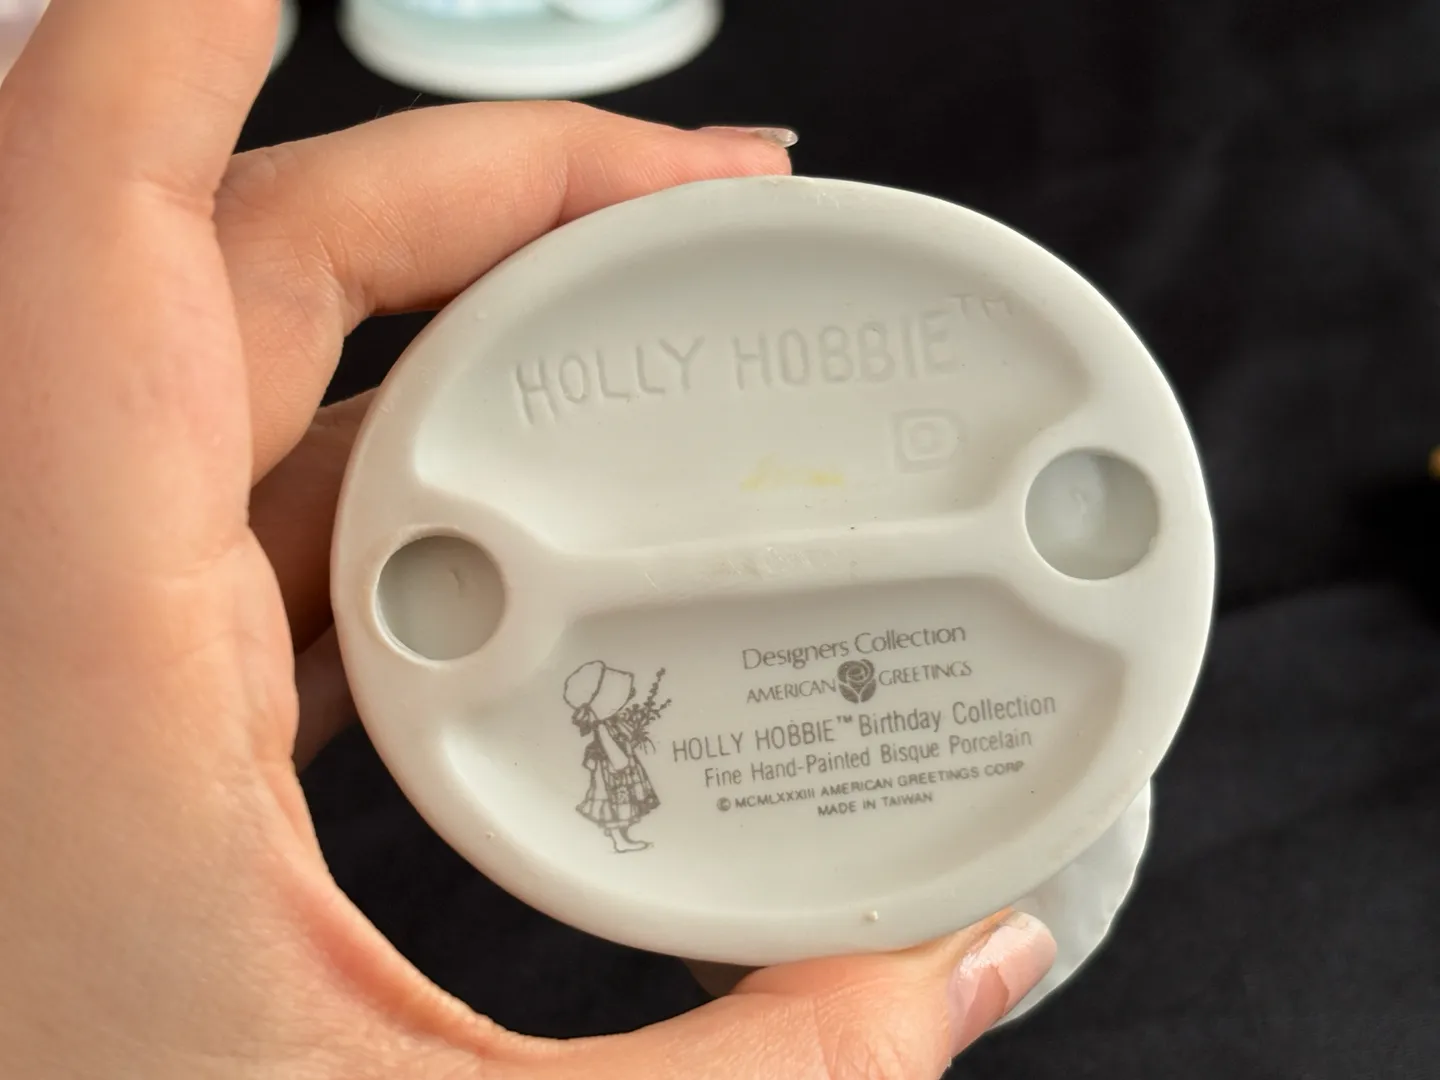 HOLLY HOBBIE™
Designers Collection
AMERICAN GREETINGS
HOLLY HOBBIE™ Birthday Collection
Fine Hand-Painted Bisque Porcelain
© MCMLXXXIII AMERICAN GREETINGS CORP
MADE IN TAIWAN